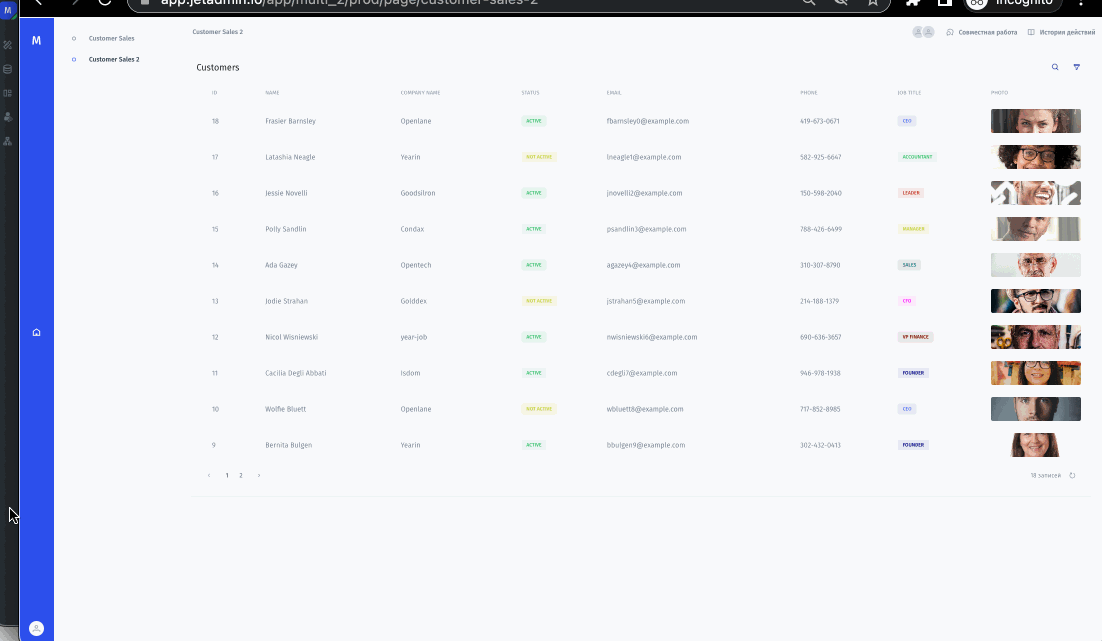 app.jetadmin.io/app/multi_2/prod/page/customer-sales-2
Incognito
M
M
Customer Sales
Customer Sales 2
Customer Sales 2
Совместная работа
История действий
Customers
ID NAME COMPANY NAME STATUS EMAIL PHONE JOB TITLE PHOTO
18 Frasier Barnsley Openlane ACTIVE fbarnsley0@example.com 419-673-0671 CEO
17 Latashia Neagle Yearin NOT ACTIVE lneagle1@example.com 582-925-6647 ACCOUNTANT
16 Jessie Novelli Goodsilron ACTIVE jnovelli2@example.com 150-598-2040 LEADER
15 Polly Sandlin Condax ACTIVE psandlin3@example.com 788-426-6499 MANAGER
14 Ada Gazey Opentech ACTIVE agazey4@example.com 310-307-8790 SALES
13 Jodie Strahan Golddex NOT ACTIVE jstrahan5@example.com 214-188-1379 CFO
12 Nicol Wisniewski year-job ACTIVE nwisniewski6@example.com 690-636-3657 VP FINANCE
11 Cacilia Degli Abbati Isdom ACTIVE cdegli7@example.com 946-978-1938 FOUNDER
10 Wolfie Bluett Openlane NOT ACTIVE wbluett8@example.com 717-852-8985 CEO
9 Bernita Bulgen Yearin ACTIVE bbulgen9@example.com 302-432-0413 FOUNDER
1 2
18 записей